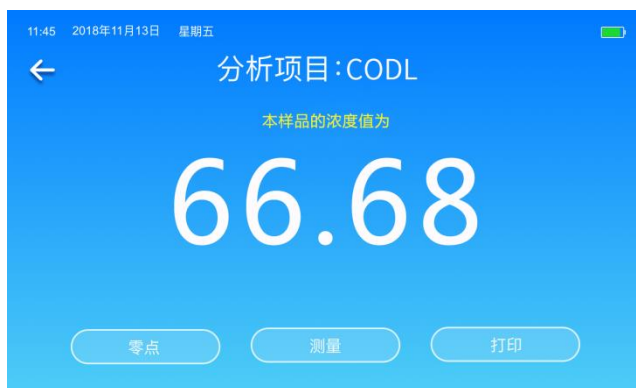 11:45 2018年11月13日 星期五
分析项目:CODL
本样品的浓度值为
66.68
零点 测量 打印